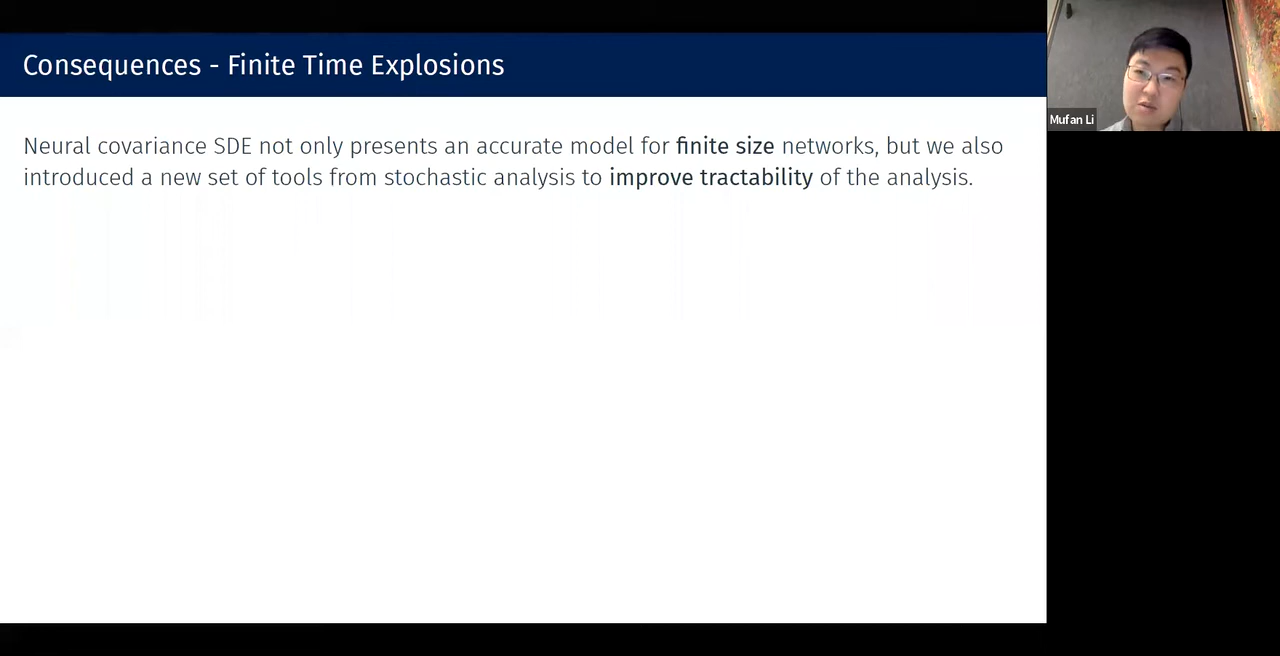 Consequences - Finite Time Explosions
Neural covariance SDE not only presents an accurate model for finite size networks, but we also
introduced a new set of tools from stochastic analysis to improve tractability of the analysis.
Mufan Li